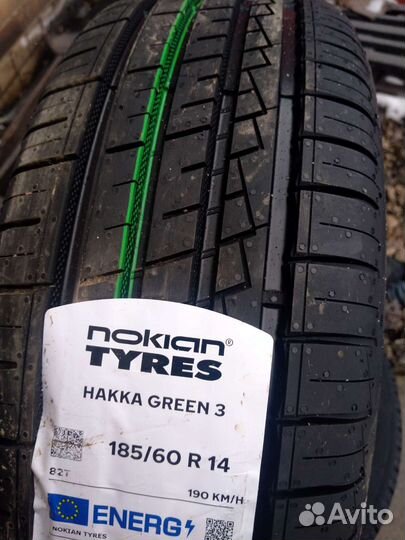 nokian®
TYRES
HAKKA GREEN 3
185/60 R 14
82T
190 KM/H
ENERG
NOKIAN TYRES
Avito